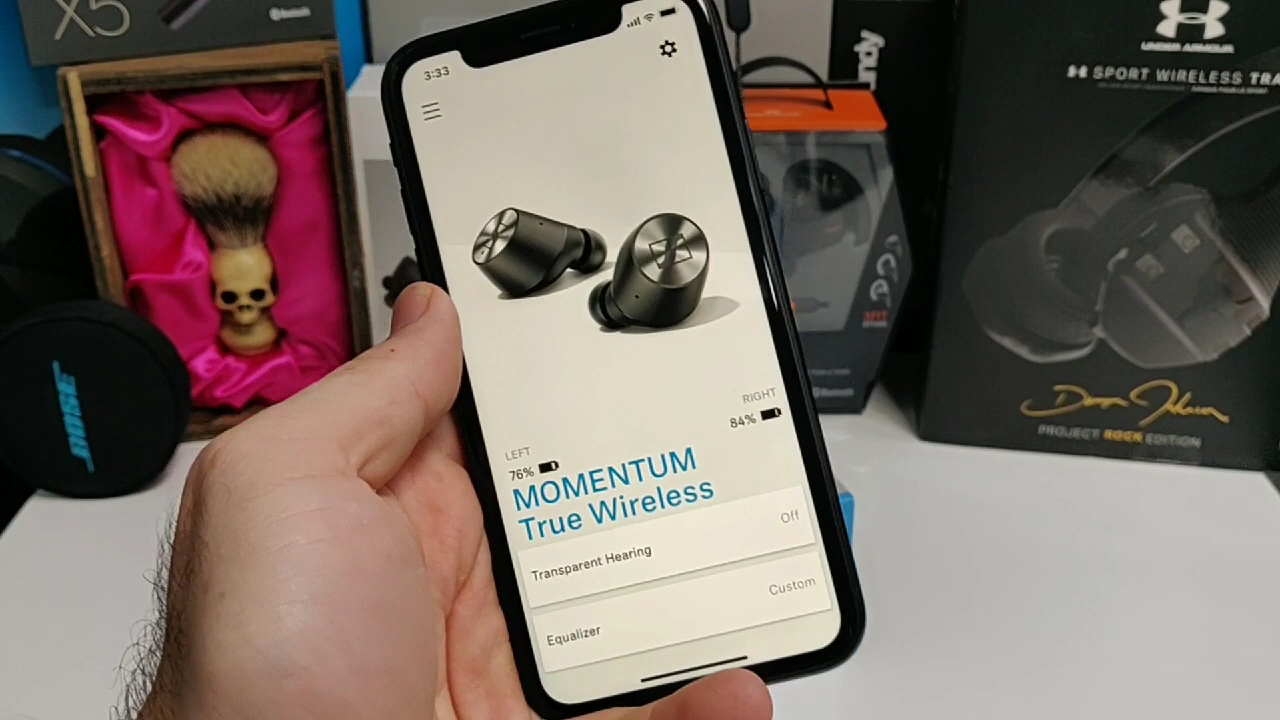 X5
Bluetooth
3:33
RIGHT
84%
LEFT
76%
MOMENTUM
True Wireless
Off
Transparent Hearing
Custom
Equalizer
BOSE
UNDER ARMOUR
SPORT WIRELESS TRA
PROJECT ROCK EDITION